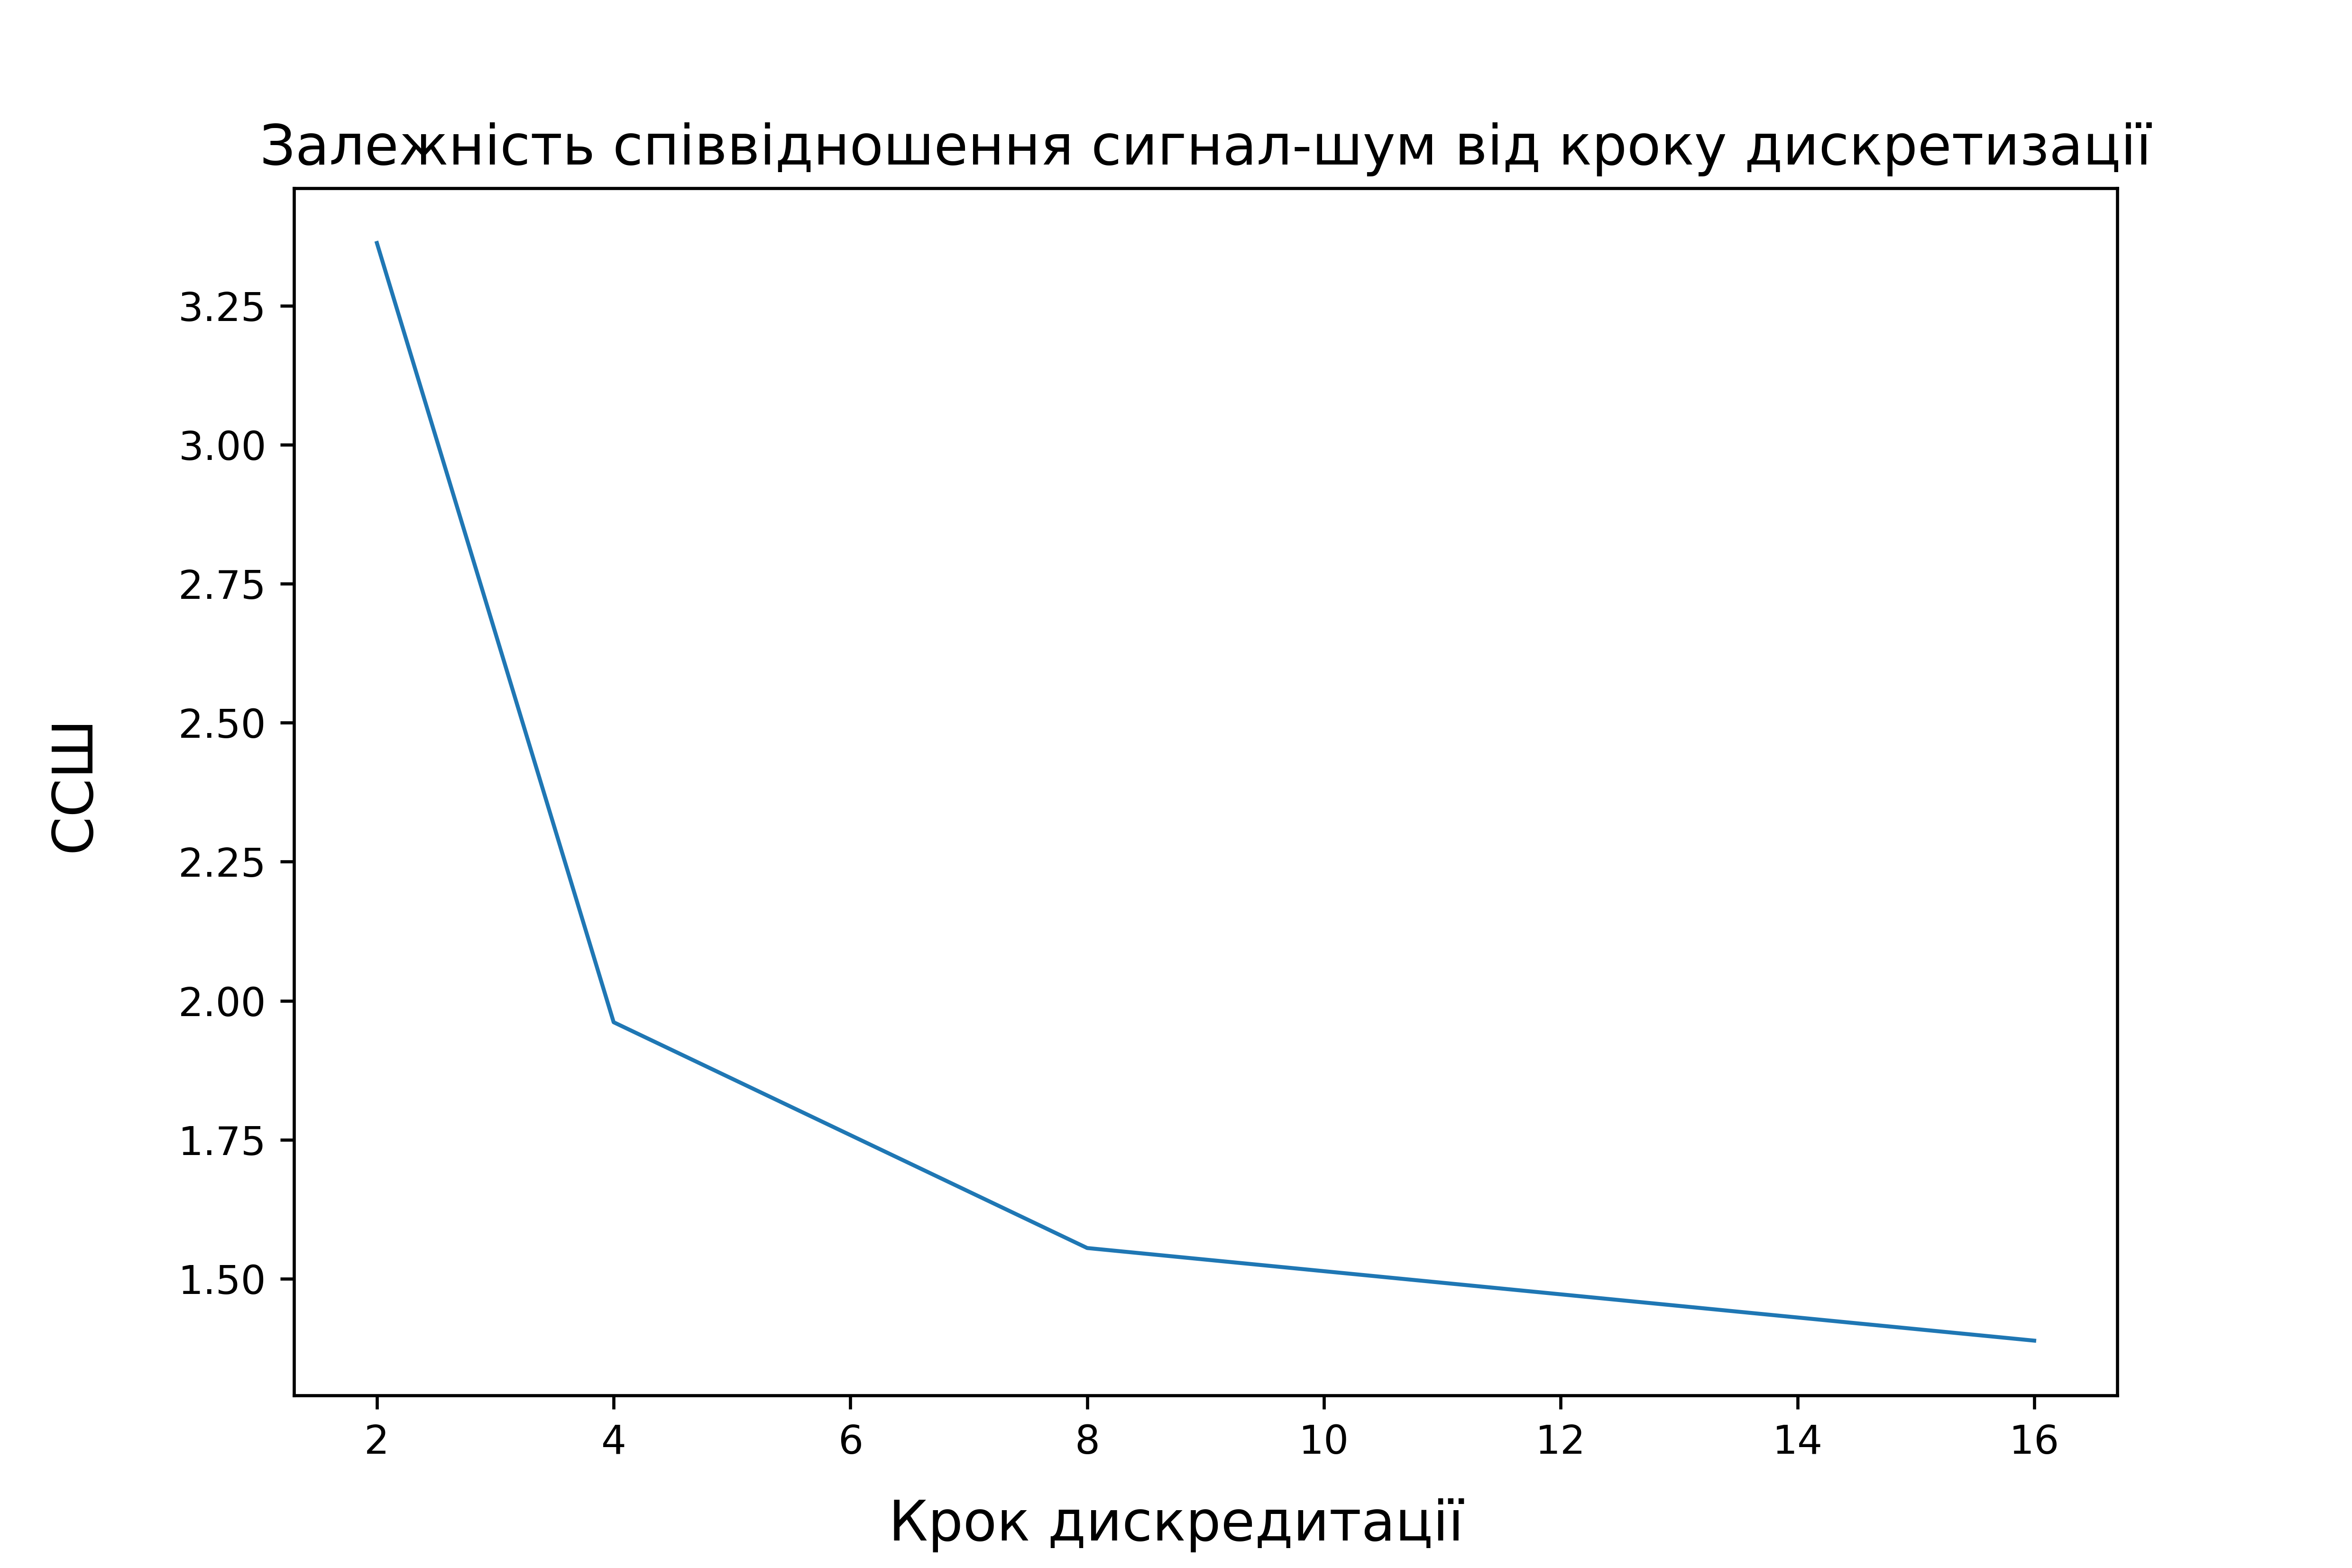 Залежність співвідношення сигнал-шум від кроку дискретизації
ССШ
3.25
3.00
2.75
2.50
2.25
2.00
1.75
1.50
2 4 6 8 10 12 14 16
Крок дискредитації